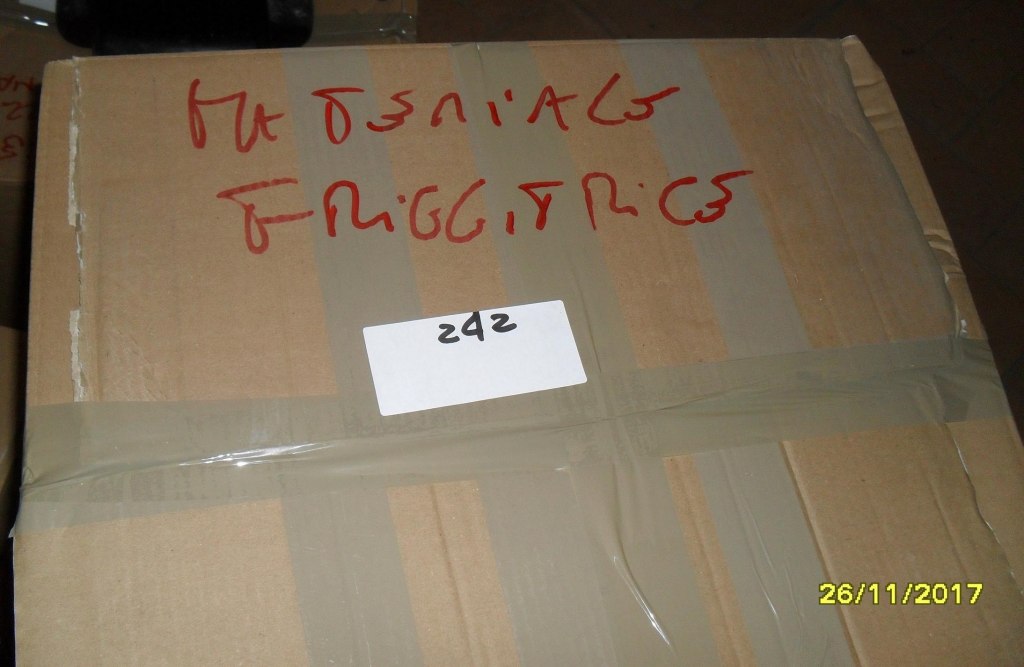 MATERIALE
FRIGGITRICE
242
26/11/2017